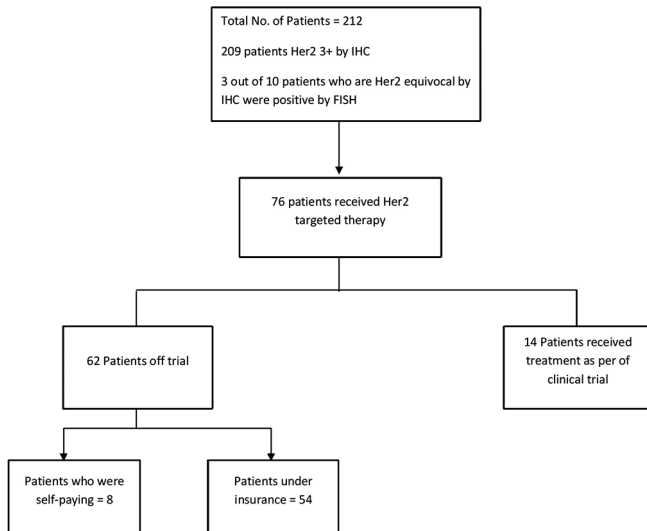 Total No. of Patients = 212
209 patients Her2 3+ by IHC
3 out of 10 patients who are Her2 equivocal by
IHC were positive by FISH
76 patients received Her2
targeted therapy
62 Patients off trial
14 Patients received
treatment as per of
clinical trial
Patients who were
self-paying = 8
Patients under
insurance = 54